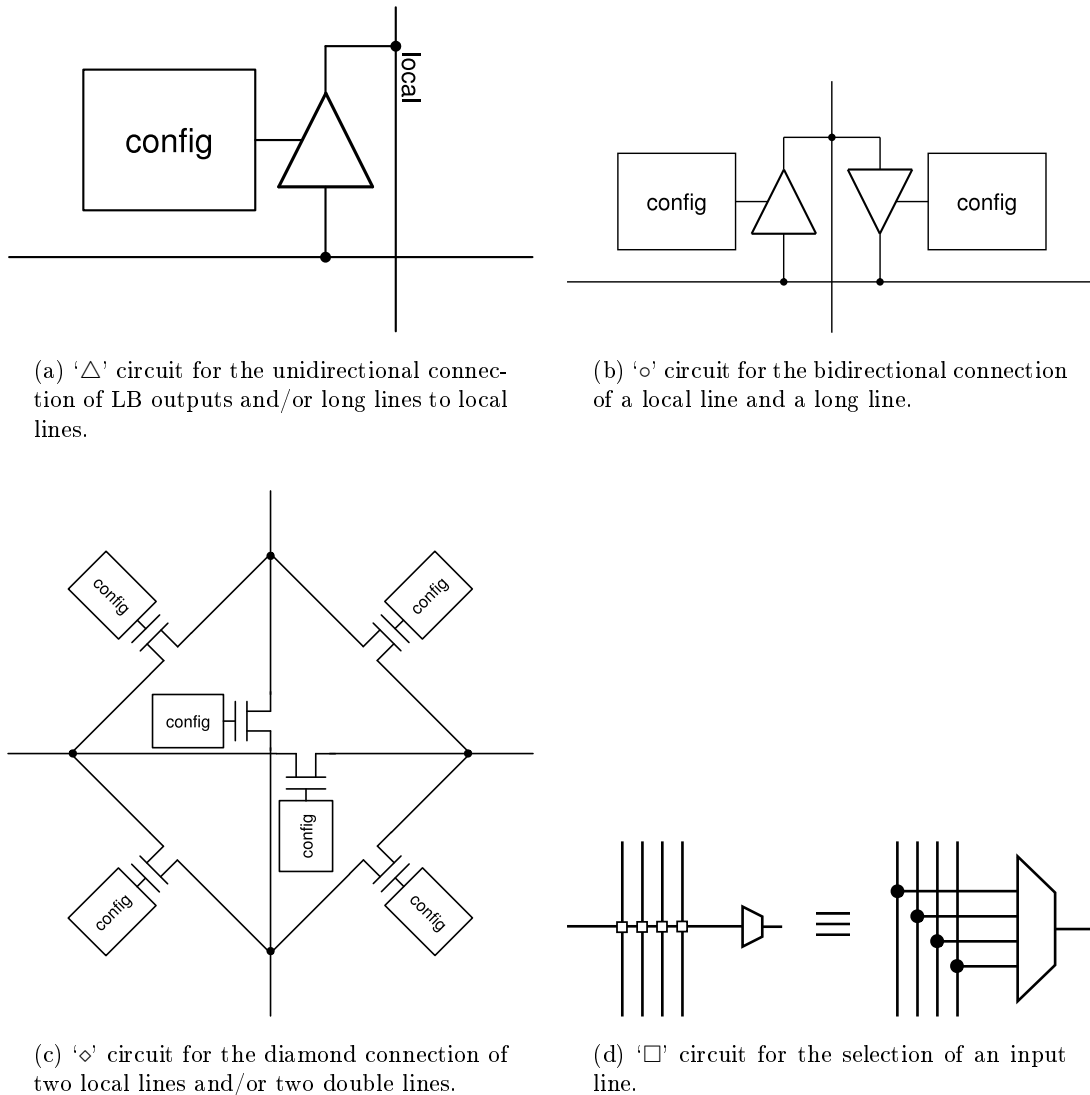 local
config
config
config
(a) ‘△’ circuit for the unidirectional connec-
tion of LB outputs and/or long lines to local
lines.
(b) ‘○’ circuit for the bidirectional connection
of a local line and a long line.
config
config
config
config
config
config
(c) ‘⋄’ circuit for the diamond connection of
two local lines and/or two double lines.
(d) ‘□’ circuit for the selection of an input
line.